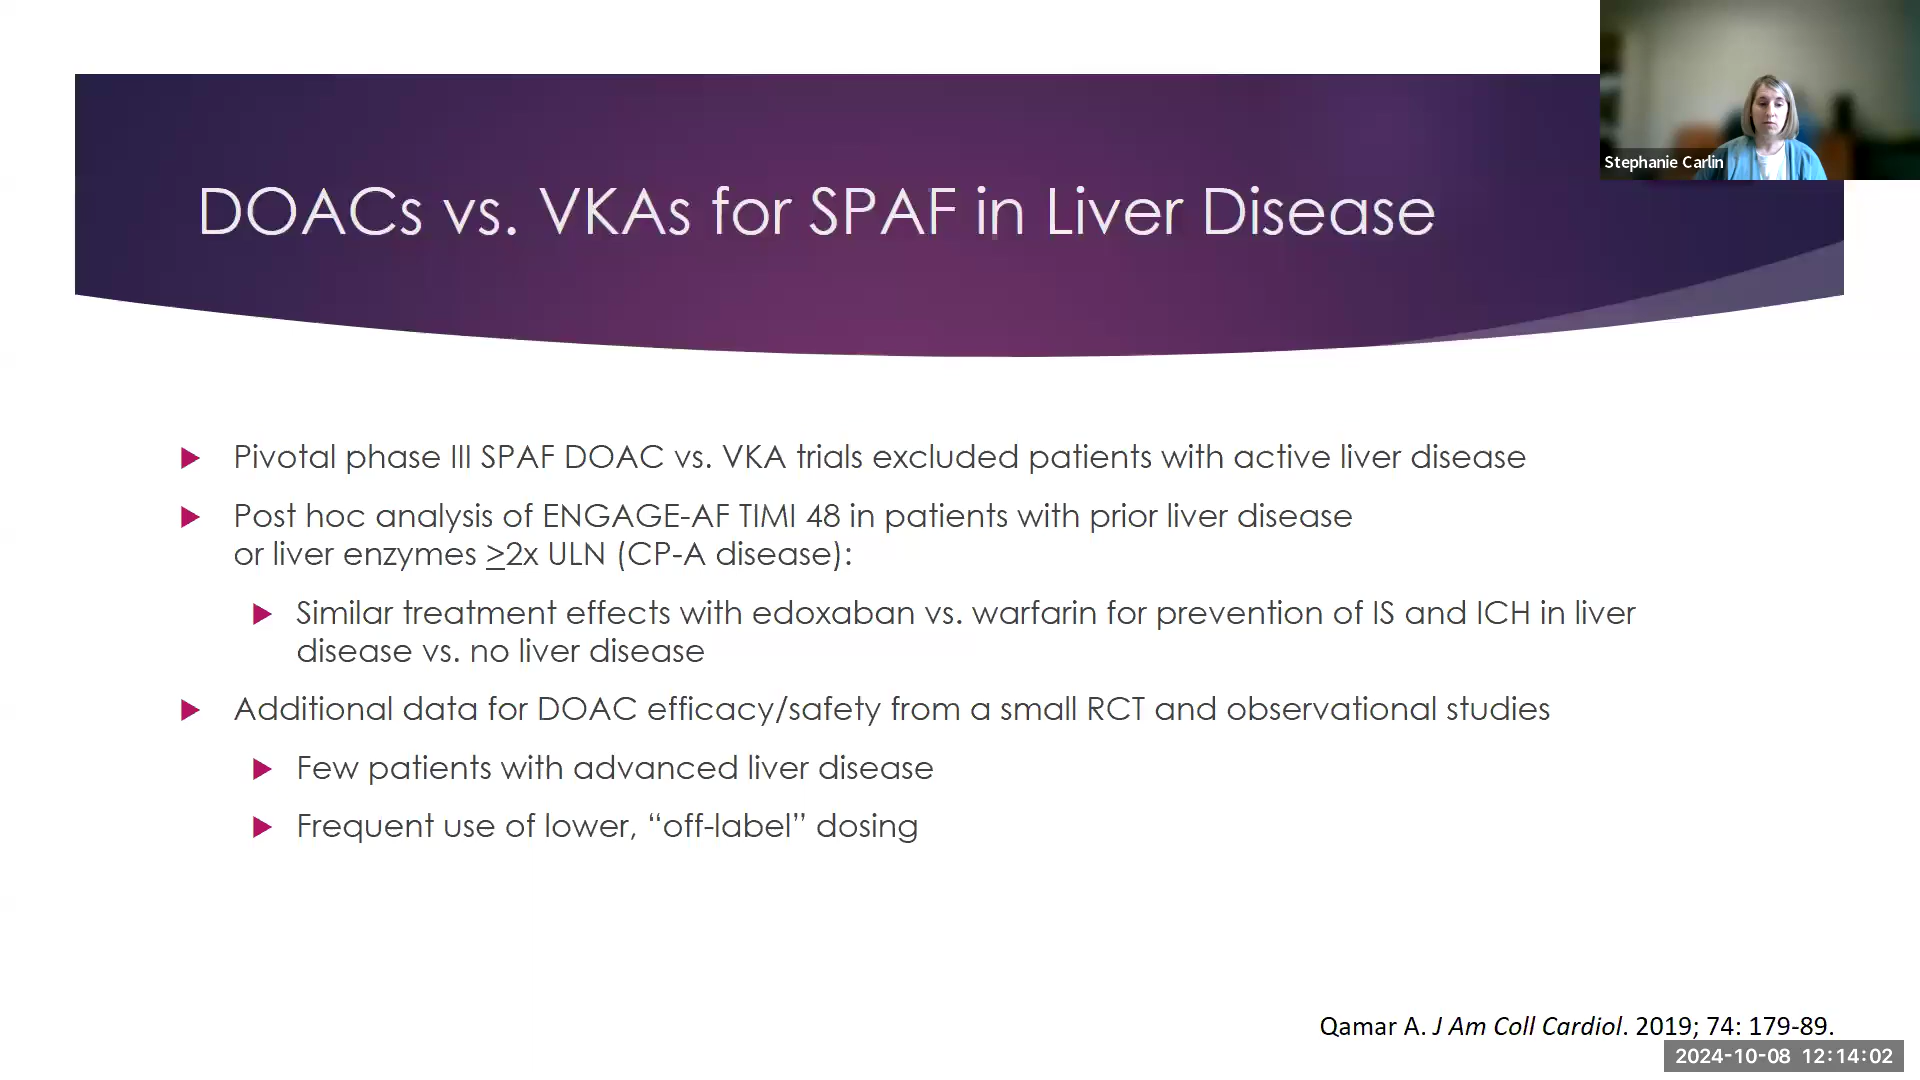 Stephanie Carlin
DOACs vs. VKAs for SPAF in Liver Disease
Pivotal phase III SPAF DOAC vs. VKA trials excluded patients with active liver disease
Post hoc analysis of ENGAGE-AF TIMI 48 in patients with prior liver disease
or liver enzymes ≥2x ULN (CP-A disease):
Similar treatment effects with edoxaban vs. warfarin for prevention of IS and ICH in liver
disease vs. no liver disease
Additional data for DOAC efficacy/safety from a small RCT and observational studies
Few patients with advanced liver disease
Frequent use of lower, “off-label” dosing
Qamar A. J Am Coll Cardiol. 2019; 74: 179-89.
2024-10-08 12:14:02